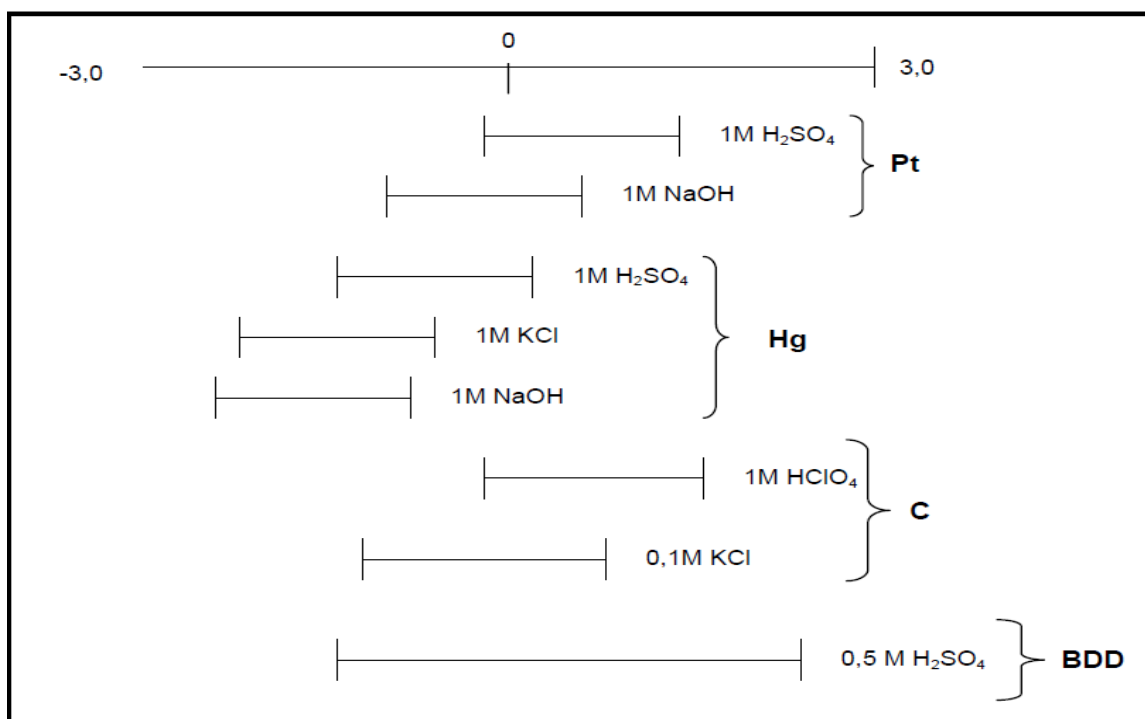 0
-3,0
3,0
1M H₂SO₄
Pt
1M NaOH
1M H₂SO₄
1M KCl
Hg
1M NaOH
1M HClO₄
C
0,1M KCl
0,5 M H₂SO₄
BDD